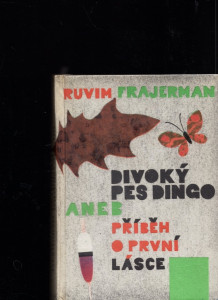 RUVIM FRAJERMAN
DIVOKÝ
PES DINGO
ANEB
PŘÍBĚH
O PRVNÍ
LÁSCE